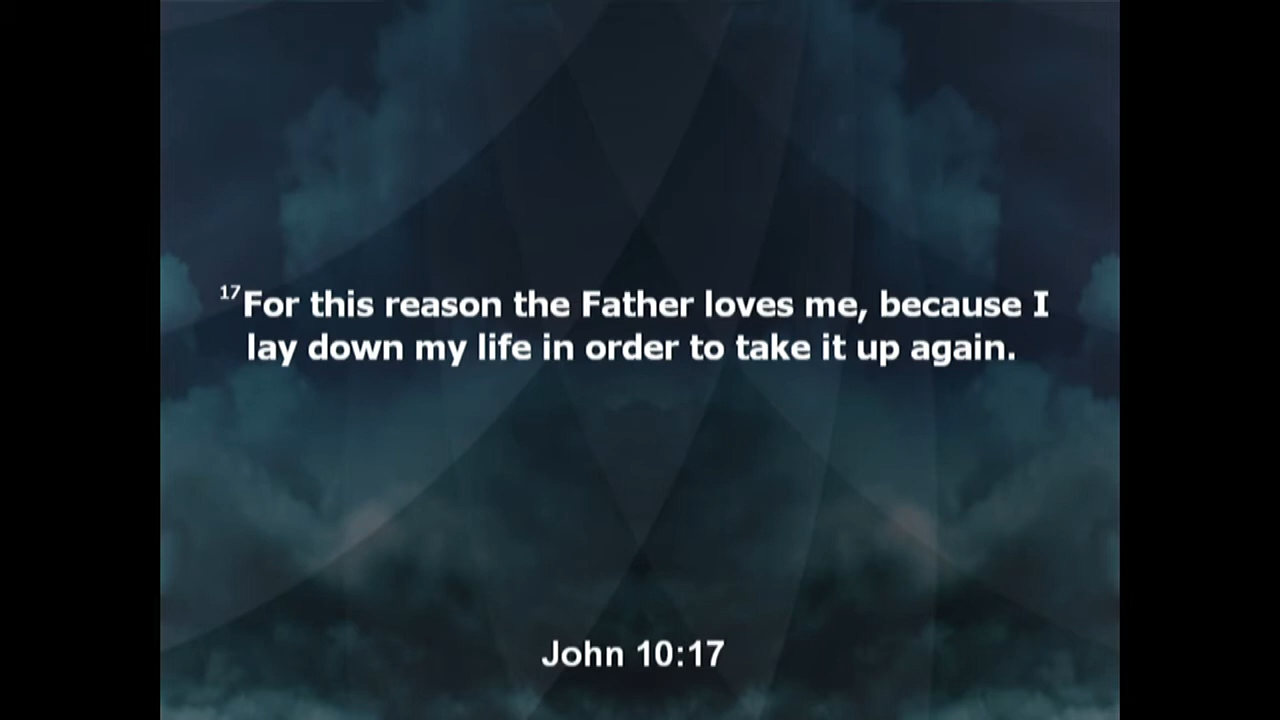 17For this reason the Father loves me, because I
lay down my life in order to take it up again.
John 10:17